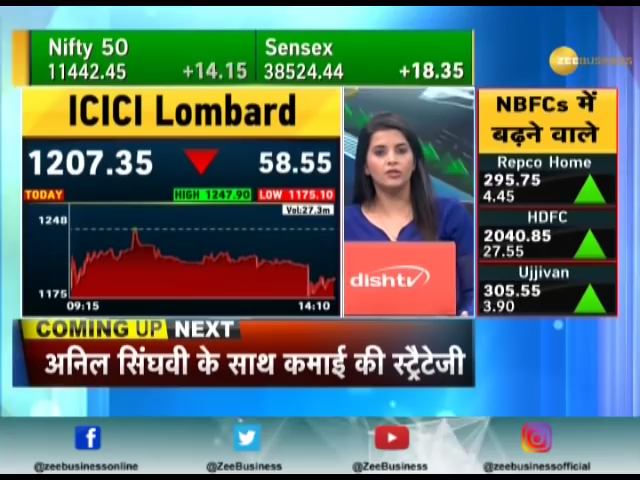 Nifty 50
11442.45 +14.15
Sensex
38524.44 +18.35
ZEEBUSINESS
ICICI Lombard
1207.35 58.55
TODAY HIGH 1247.90 LOW 1175.10
Vol:27.3m
1248
1175
09:15 14:10
dishtv
NBFCs में
बढ़ने वाले
Repco Home
295.75
4.45
HDFC
2040.85
27.55
Ujjivan
305.55
3.90
COMING UP NEXT
अनिल सिंघवी के साथ कमाई की स्ट्रैटेजी
@zeebusinessonline @ZeeBusiness @ZeeBusiness @zeebusinessofficial